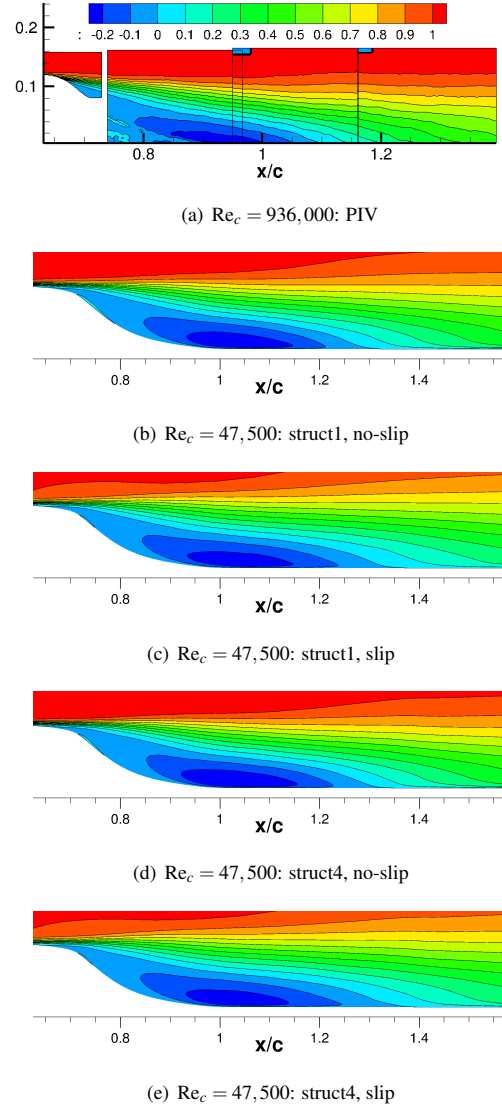 : -0.2 -0.1 0 0.1 0.2 0.3 0.4 0.5 0.6 0.7 0.8 0.9 1
0.2
0.1
0.8 1 1.2
x/c
(a) Re_c = 936,000: PIV
0.8 1 1.2 1.4
x/c
(b) Re_c = 47,500: struct1, no-slip
0.8 1 1.2 1.4
x/c
(c) Re_c = 47,500: struct1, slip
0.8 1 1.2 1.4
x/c
(d) Re_c = 47,500: struct4, no-slip
0.8 1 1.2 1.4
x/c
(e) Re_c = 47,500: struct4, slip